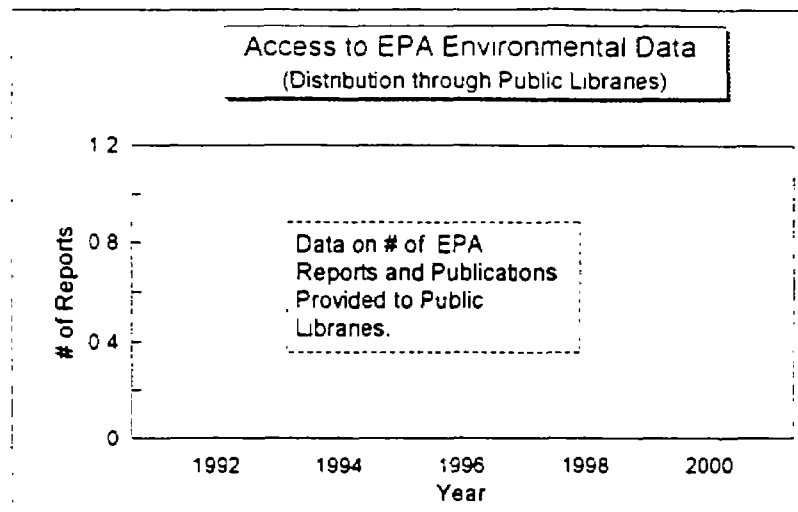 Access to EPA Environmental Data
(Distribution through Public Libraries)
1 2
0 8
0 4
0
# of Reports
Data on # of EPA
Reports and Publications
Provided to Public
Libraries.
1992 1994 1996 1998 2000
Year